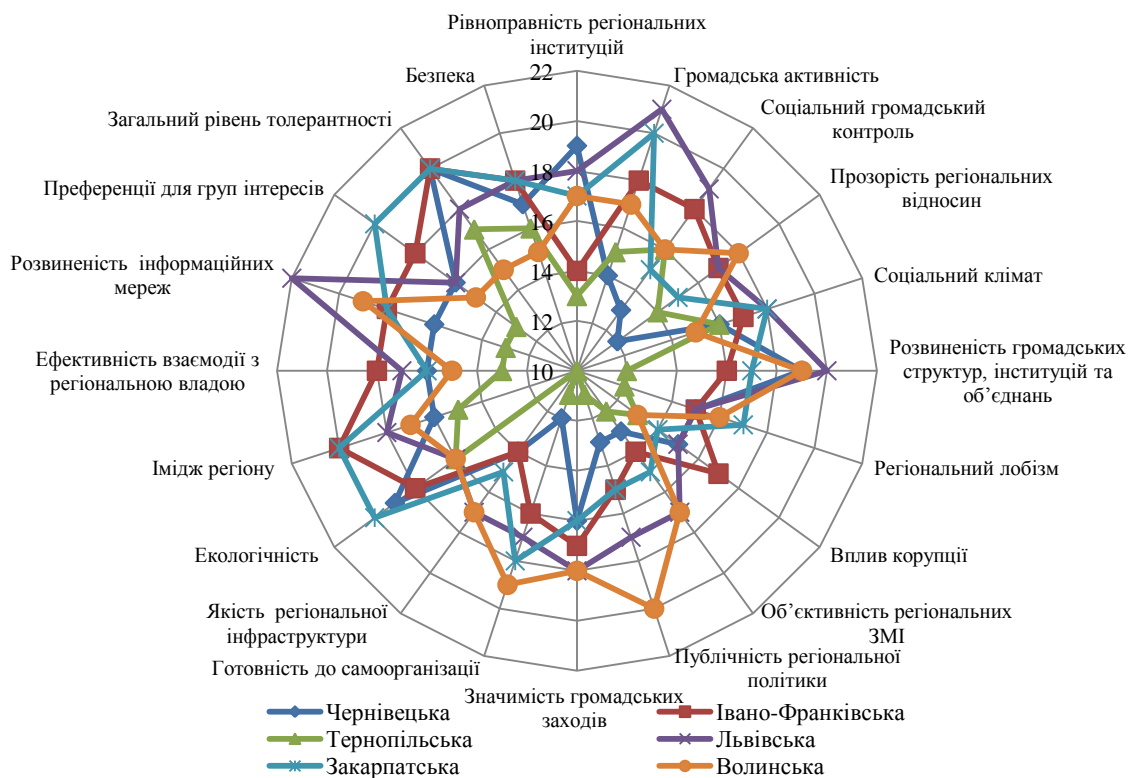 Рівноправність регіональних
інституцій
Громадська активність
Соціальний громадський
контроль
Прозорість регіональних
відносин
Соціальний клімат
Розвиненість громадських
структур, інституцій та
об’єднань
Регіональний лобізм
Вплив корупції
Об’єктивність регіональних
ЗМІ
Публічність регіональної
політики
Значимість громадських
заходів
Готовність до самоорганізації
Якість регіональної
інфраструктури
Екологічність
Імідж регіону
Ефективність взаємодії з
регіональною владою
Розвиненість інформаційних
мереж
Преференції для груп інтересів
Загальний рівень толерантності
Безпека
22
20
18
16
14
12
10
Чернівецька
Івано-Франківська
Тернопільська
Львівська
Закарпатська
Волинська